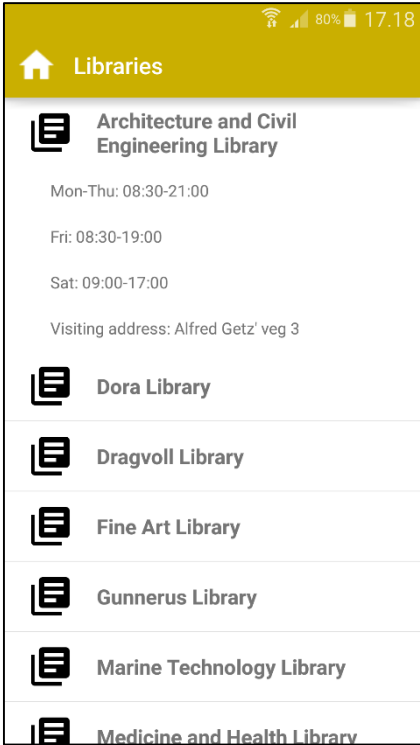 80% 17.18
Libraries
Architecture and Civil
Engineering Library
Mon-Thu: 08:30-21:00
Fri: 08:30-19:00
Sat: 09:00-17:00
Visiting address: Alfred Getz' veg 3
Dora Library
Dragvoll Library
Fine Art Library
Gunnerus Library
Marine Technology Library
Medicine and Health Library